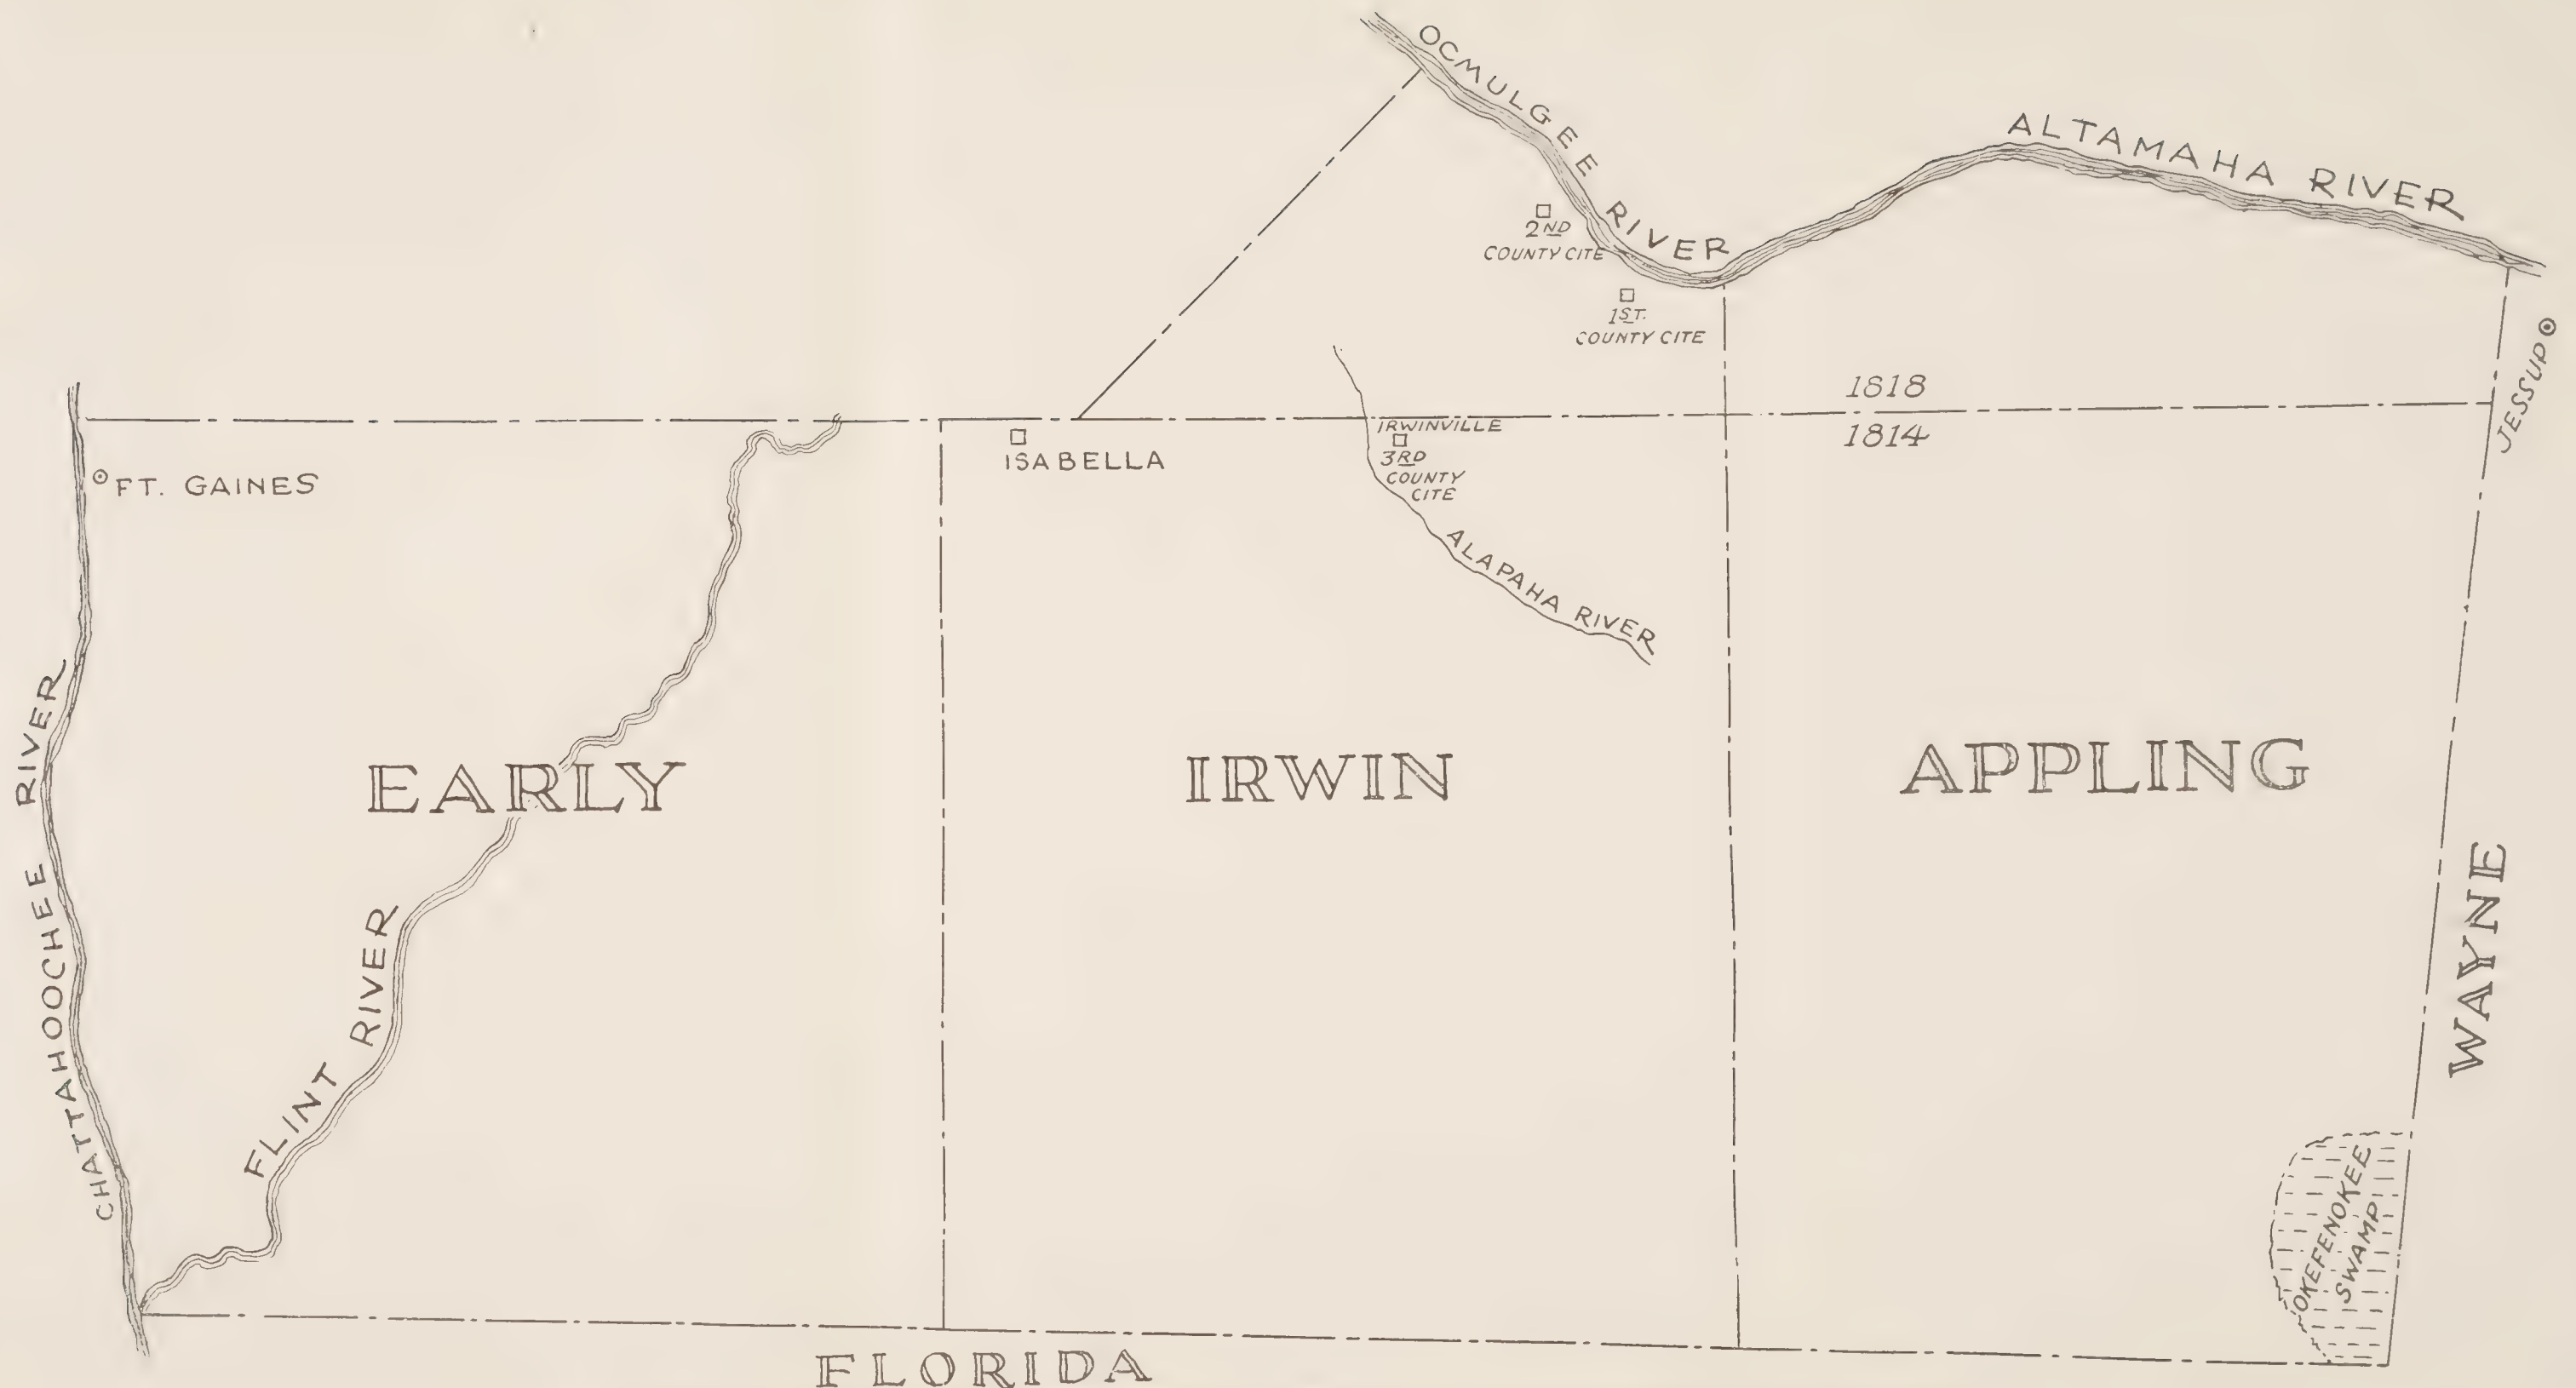 OCMULGEE RIVER
ALTAMAHA RIVER
2ND
COUNTY CITE
1ST.
COUNTY CITE
JESSUP
1818
1814
FT. GAINES
ISABELLA
IRWINVILLE
3RD
COUNTY
CITE
ALAPAHA RIVER
CHATTAHOOCHEE RIVER
FLINT RIVER
EARLY
IRWIN
APPLING
WAYNE
OKEFENOKEE
SWAMP
FLORIDA